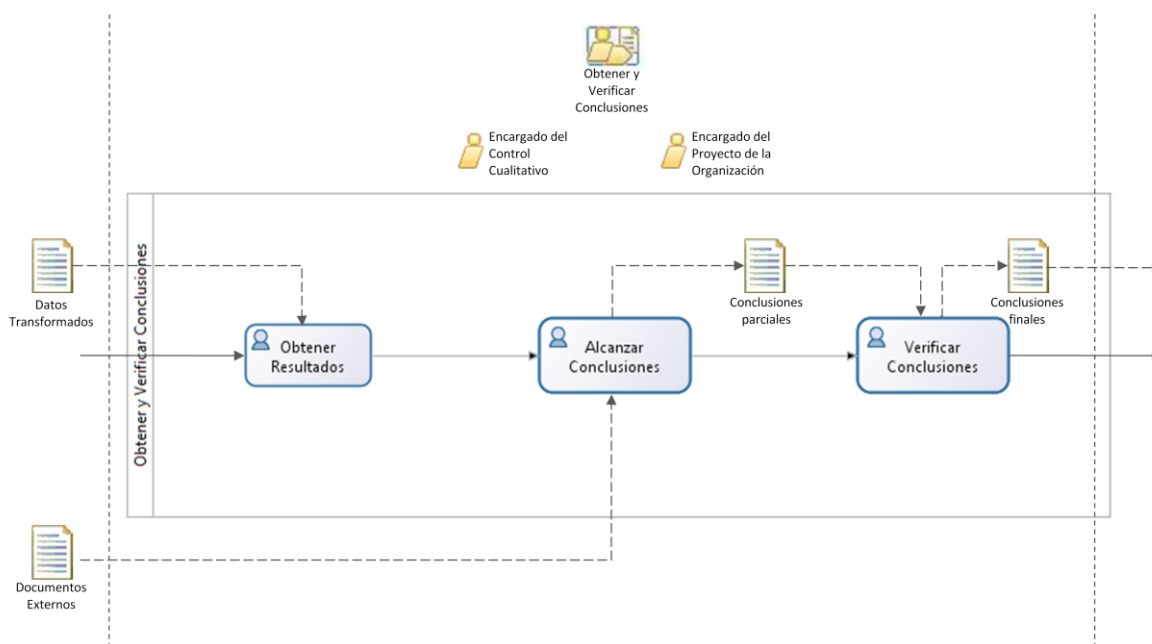 Obtener y
Verificar
Conclusiones
Encargado del
Control
Cualitativo
Encargado del
Proyecto de la
Organización
Obtener y Verificar Conclusiones
Datos
Transformados
Obtener
Resultados
Alcanzar
Conclusiones
Conclusiones
parciales
Verificar
Conclusiones
Conclusiones
finales
Documentos
Externos